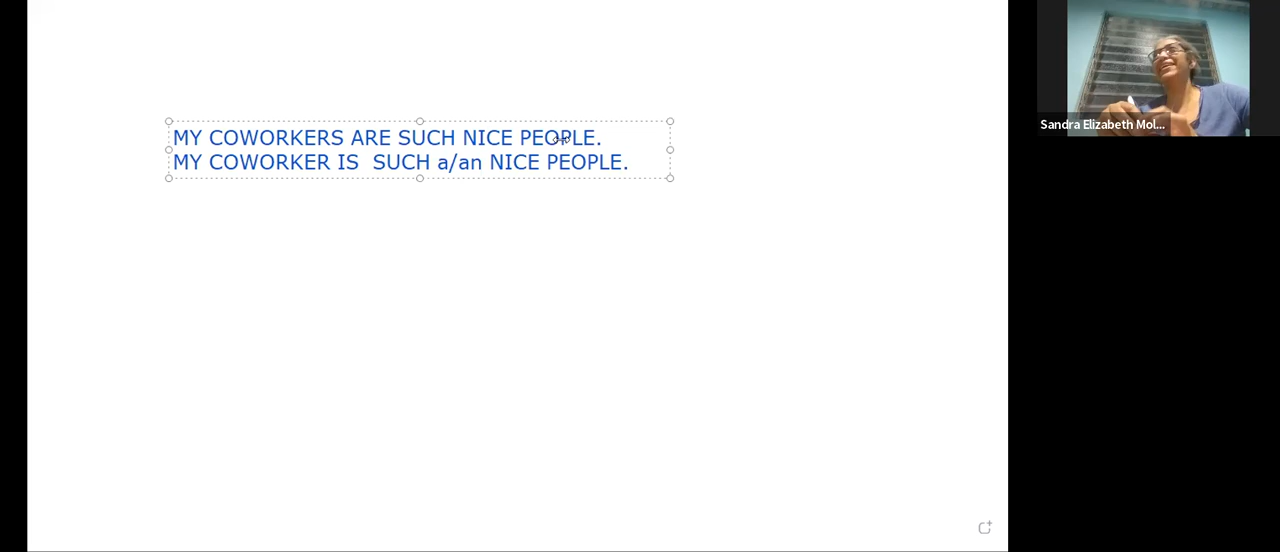 MY COWORKERS ARE SUCH NICE PEOPLE.
MY COWORKER IS  SUCH a/an NICE PEOPLE.
Sandra Elizabeth Mol...